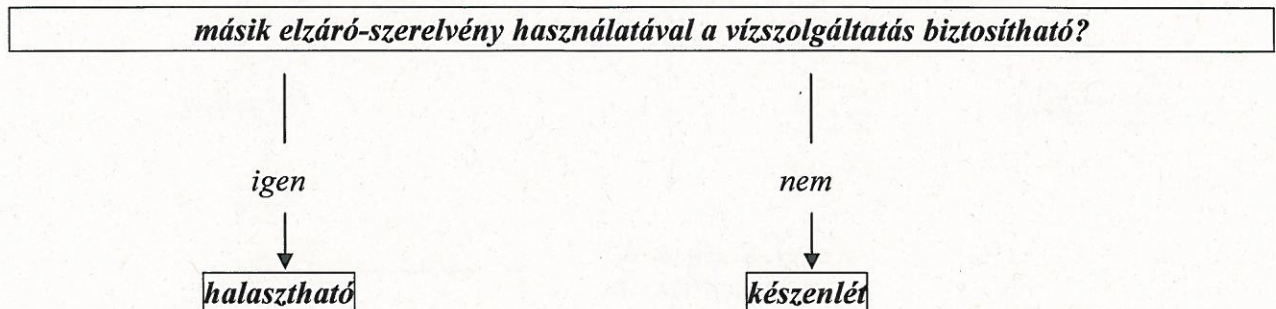 másik elzáró-szerelvény használatával a vízszolgáltatás biztosítható?
igen nem
halasztható készenlét